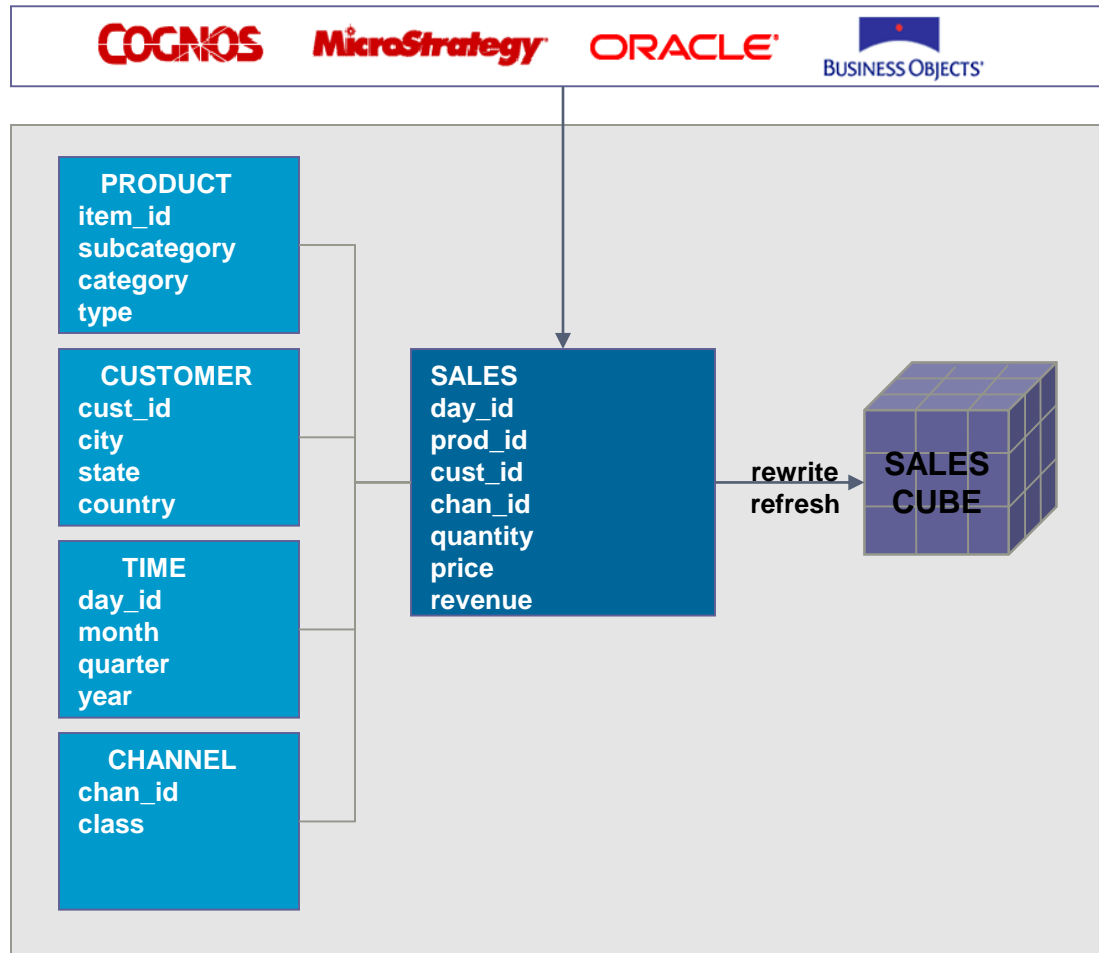 COGNOS
MicroStrategy
ORACLE
BUSINESS OBJECTS
PRODUCT
item_id
subcategory
category
type
CUSTOMER
cust_id
city
state
country
TIME
day_id
month
quarter
year
CHANNEL
chan_id
class
SALES
day_id
prod_id
cust_id
chan_id
quantity
price
revenue
rewrite
refresh
SALES
CUBE